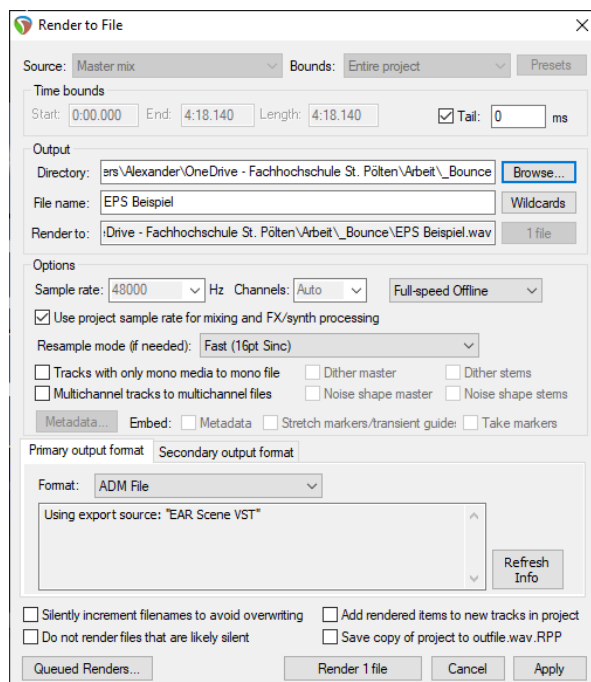 Render to File
Source: Master mix Bounds: Entire project Presets
Time bounds
Start: 0:00.000 End: 4:18.140 Length: 4:18.140 Tail: 0 ms
Output
Directory: ers\Alexander\OneDrive - Fachhochschule St. Pölten\Arbeit\_Bounce Browse...
File name: EPS Beispiel Wildcards
Render to: :Drive - Fachhochschule St. Pölten\Arbeit\_Bounce\EPS Beispiel.wav 1 file
Options
Sample rate: 48000 Hz Channels: Auto Full-speed Offline
Use project sample rate for mixing and FX/synth processing
Resample mode (if needed): Fast (16pt Sinc)
Tracks with only mono media to mono file Dither master Dither stems
Multichannel tracks to multichannel files Noise shape master Noise shape stems
Metadata... Embed: Metadata Stretch markers/transient guide: Take markers
Primary output format Secondary output format
Format: ADM File
Using export source: "EAR Scene VST"
Refresh
Info
Silently increment filenames to avoid overwriting Add rendered items to new tracks in project
Do not render files that are likely silent Save copy of project to outfile.wav.RPP
Queued Renders... Render 1 file Cancel Apply